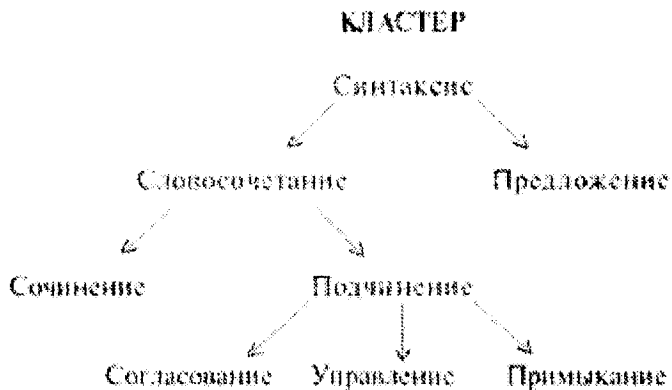 КЛАСТЕР
Синтаксис
Словосочетание Предложение
Сочинение Подчинение
Согласование Управление Примыкание